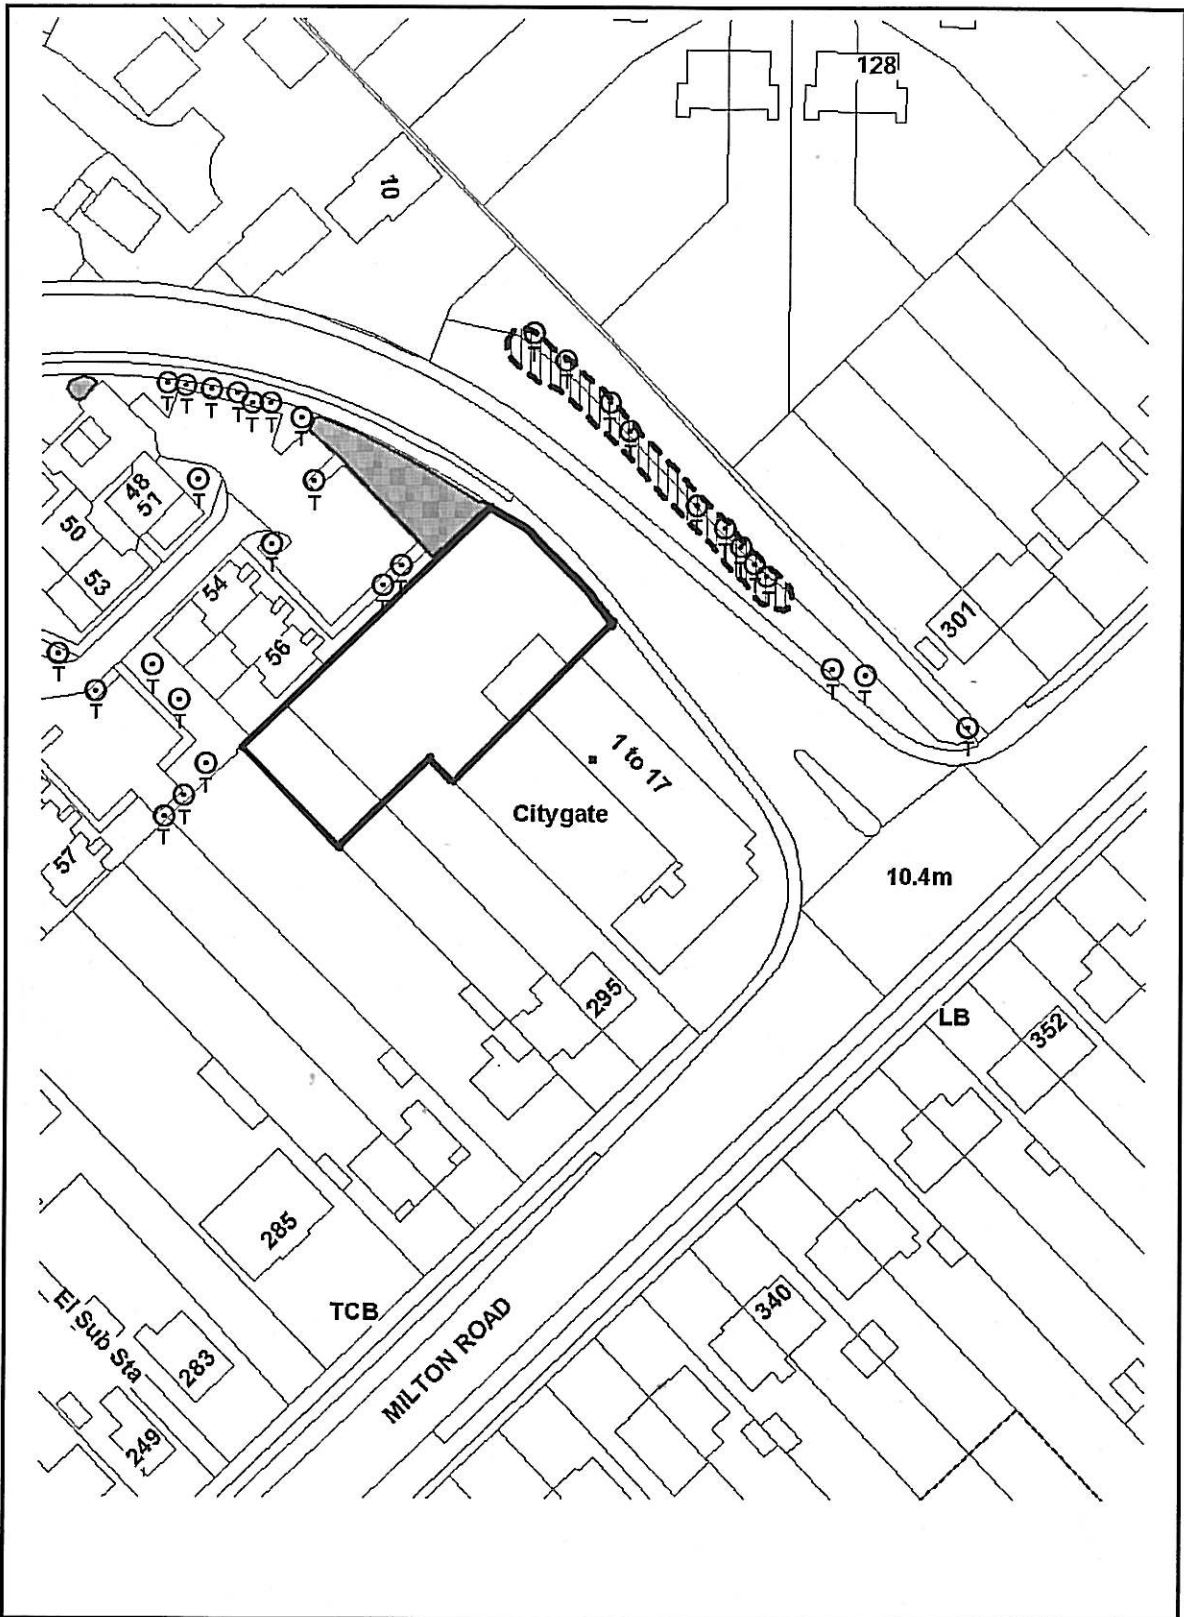 128
10
T T T T T T T
T
T
T
T
T
T
T
T
T
T
48
51
T
T
50
53
54
56
T
T T
301
T
T
T
T
T
T
T
T
T
T
57
1 to 17
Citygate
10.4m
295
LB
352
285
TCB
340
El Sub Sta
283
MILTON ROAD
249